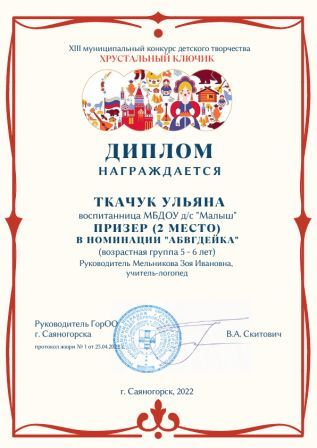 XIII муниципальный конкурс детского творчества
ХРУСТАЛЬНЫЙ КЛЮЧИК
ДИПЛОМ
НАГРАЖДАЕТСЯ
ТКАЧУК УЛЬЯНА
воспитанница МБДОУ д/с "Малыш"
ПРИЗЕР (2 МЕСТО)
В НОМИНАЦИИ "АБВГДЕЙКА"
(возрастная группа 5 - 6 лет)
Руководитель Мельникова Зоя Ивановна,
учитель-логопед
Руководитель ГорОО
г. Саяногорска
В.А. Скитович
протокол жюри № 1 от 25.04.2022 г.
г. Саяногорск, 2022